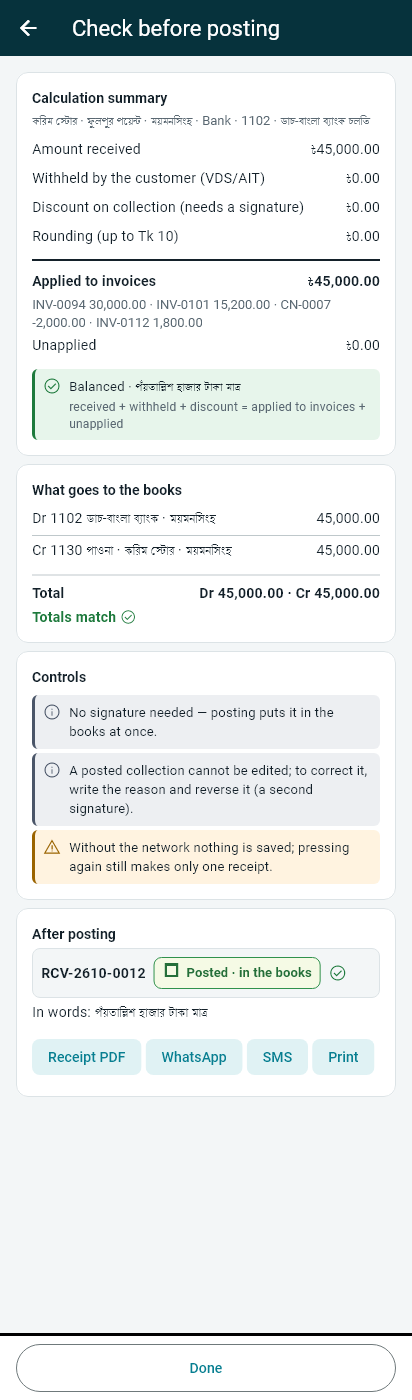 Check before posting
Calculation summary
করিম স্টোর · ফুলপুর পয়েন্ট · ময়মনসিংহ · Bank · 1102 · ডাচ-বাংলা ব্যাংক চলতি
Amount received ৳45,000.00
Withheld by the customer (VDS/AIT) ৳0.00
Discount on collection (needs a signature) ৳0.00
Rounding (up to Tk 10) ৳0.00
Applied to invoices ৳45,000.00
INV-0094 30,000.00 · INV-0101 15,200.00 · CN-0007
-2,000.00 · INV-0112 1,800.00
Unapplied ৳0.00
Balanced · পঁয়তাল্লিশ হাজার টাকা মাত্র
received + withheld + discount = applied to invoices +
unapplied
What goes to the books
Dr 1102 ডাচ-বাংলা ব্যাংক · ময়মনসিংহ 45,000.00
Cr 1130 পাওনা · করিম স্টোর · ময়মনসিংহ 45,000.00
Total Dr 45,000.00 · Cr 45,000.00
Totals match
Controls
No signature needed — posting puts it in the
books at once.
A posted collection cannot be edited; to correct it,
write the reason and reverse it (a second
signature).
Without the network nothing is saved; pressing
again still makes only one receipt.
After posting
RCV-2610-0012 Posted · in the books
In words: পঁয়তাল্লিশ হাজার টাকা মাত্র
Receipt PDF WhatsApp SMS Print
Done